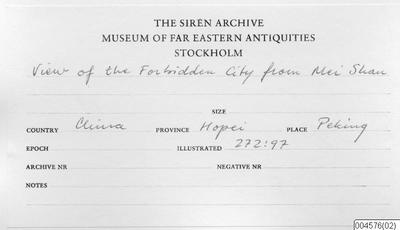 THE SIRÉN ARCHIVE
MUSEUM OF FAR EASTERN ANTIQUITIES
STOCKHOLM
View of the Forbidden City from Mei Shan
SIZE
COUNTRY China PROVINCE Hopei PLACE Peking
EPOCH ILLUSTRATED 272:97
ARCHIVE NR NEGATIVE NR
NOTES
004576(02)